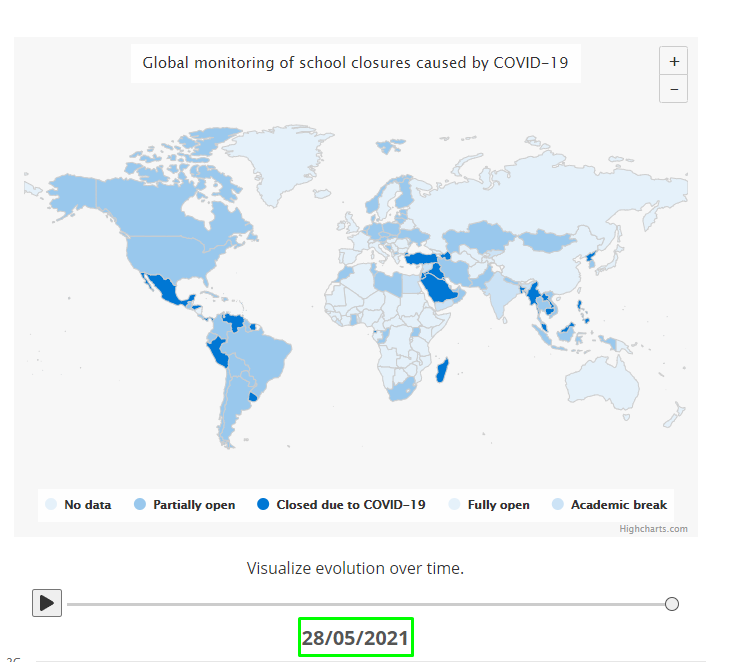 Global monitoring of school closures caused by COVID-19
+
−
No data Partially open Closed due to COVID-19 Fully open Academic break
Highcharts.com
Visualize evolution over time.
28/05/2021